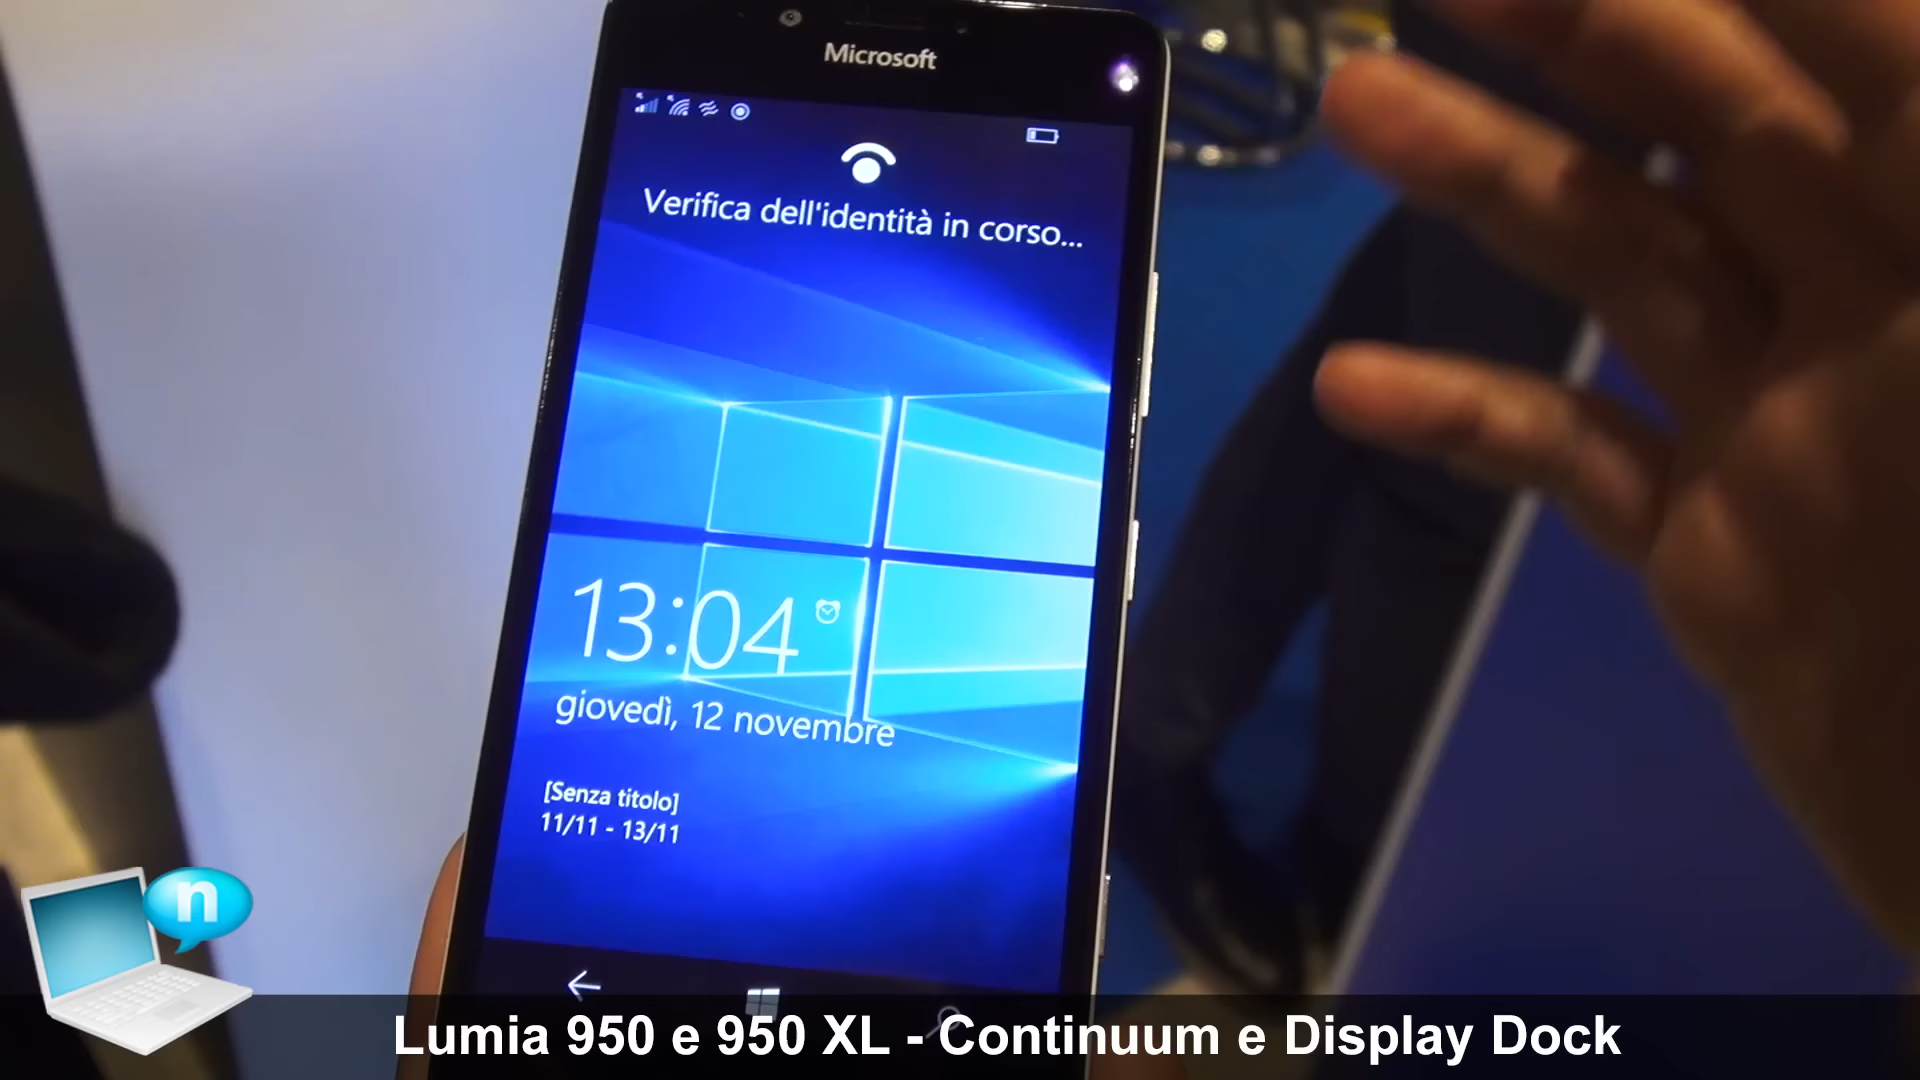 Microsoft
Verifica dell'identità in corso...
13:04
giovedì, 12 novembre
[Senza titolo]
11/11 - 13/11
n
Lumia 950 e 950 XL - Continuum e Display Dock